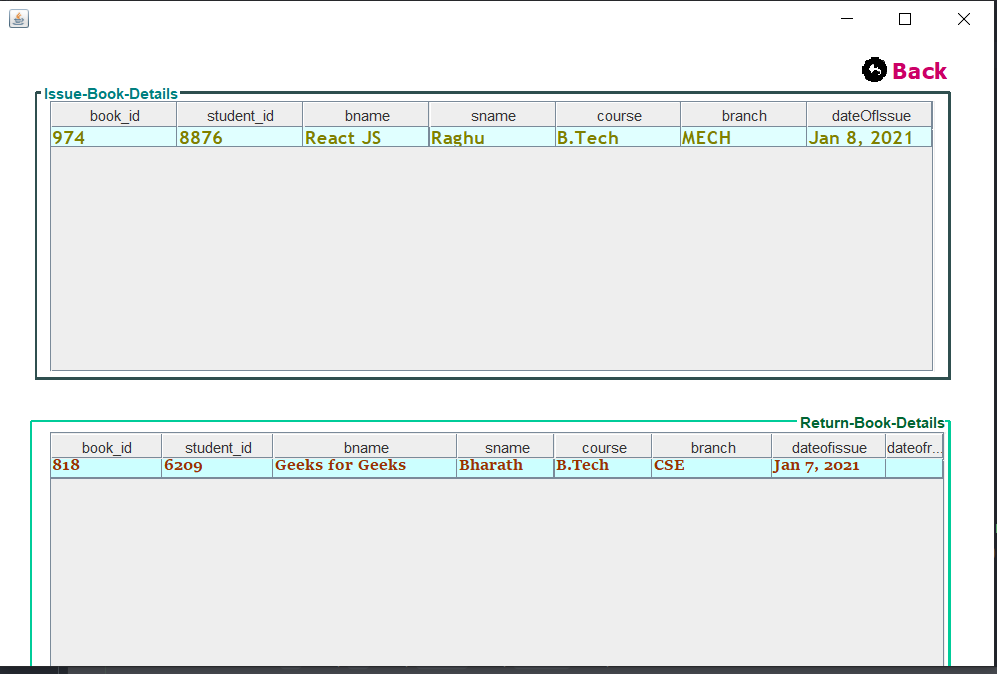 Back
Issue-Book-Details
book_id student_id bname sname course branch dateOfIssue
974 8876 React JS Raghu B.Tech MECH Jan 8, 2021
Return-Book-Details
book_id student_id bname sname course branch dateofissue dateofr...
818 6209 Geeks for Geeks Bharath B.Tech CSE Jan 7, 2021